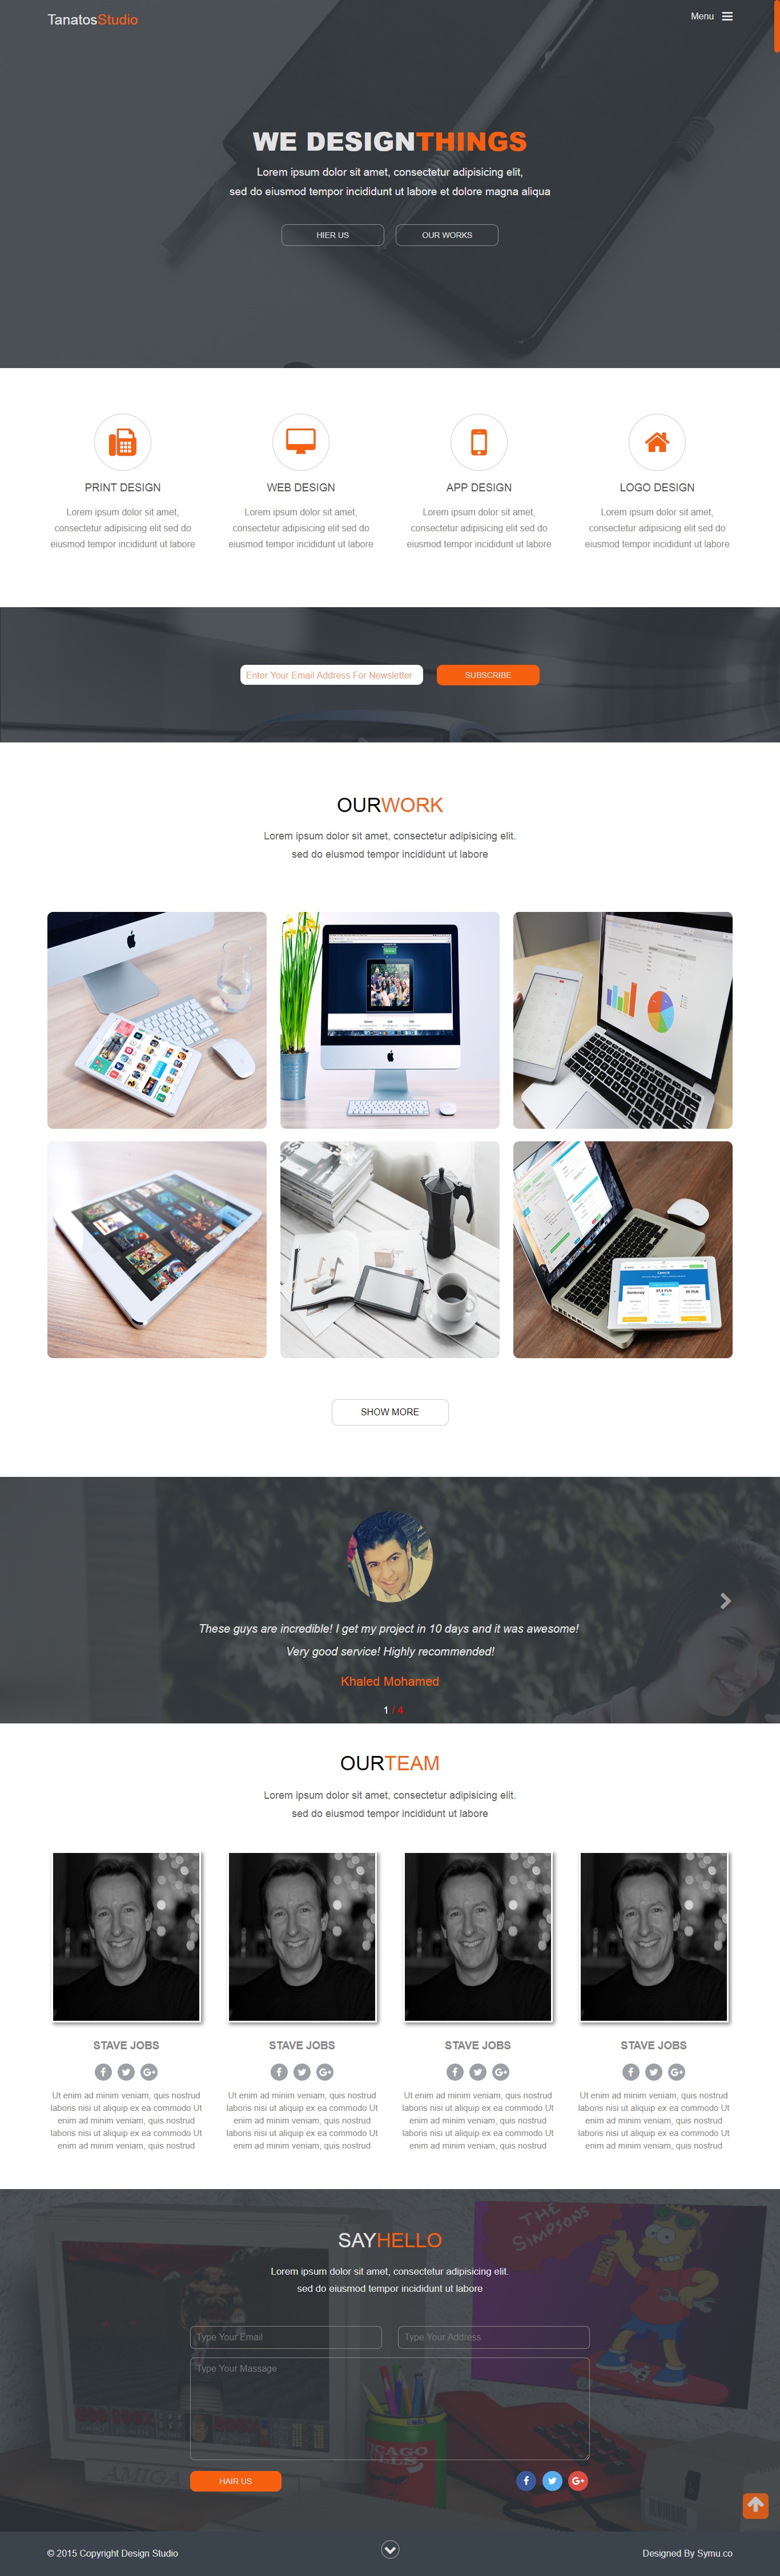 TanatosStudio
Menu
WE DESIGNTHINGS
Lorem ipsum dolor sit amet, consectetur adipisicing elit,
sed do eiusmod tempor incididunt ut labore et dolore magna aliqua
HIER US
OUR WORKS
PRINT DESIGN
Lorem ipsum dolor sit amet,
consectetur adipisicing elit sed do
eiusmod tempor incididunt ut labore
WEB DESIGN
Lorem ipsum dolor sit amet,
consectetur adipisicing elit sed do
eiusmod tempor incididunt ut labore
APP DESIGN
Lorem ipsum dolor sit amet,
consectetur adipisicing elit sed do
eiusmod tempor incididunt ut labore
LOGO DESIGN
Lorem ipsum dolor sit amet,
consectetur adipisicing elit sed do
eiusmod tempor incididunt ut labore
Enter Your Email Address For Newsletter
SUBSCRIBE
OURWORK
Lorem ipsum dolor sit amet, consectetur adipisicing elit.
sed do eiusmod tempor incididunt ut labore
SHOW MORE
These guys are incredible! I get my project in 10 days and it was awesome!
Very good service! Highly recommended!
Khaled Mohamed
1 / 4
OURTEAM
Lorem ipsum dolor sit amet, consectetur adipisicing elit.
sed do eiusmod tempor incididunt ut labore
STAVE JOBS
Ut enim ad minim veniam, quis nostrud
laboris nisi ut aliquip ex ea commodo Ut
enim ad minim veniam, quis nostrud
laboris nisi ut aliquip ex ea commodo Ut
enim ad minim veniam, quis nostrud
STAVE JOBS
Ut enim ad minim veniam, quis nostrud
laboris nisi ut aliquip ex ea commodo Ut
enim ad minim veniam, quis nostrud
laboris nisi ut aliquip ex ea commodo Ut
enim ad minim veniam, quis nostrud
STAVE JOBS
Ut enim ad minim veniam, quis nostrud
laboris nisi ut aliquip ex ea commodo Ut
enim ad minim veniam, quis nostrud
laboris nisi ut aliquip ex ea commodo Ut
enim ad minim veniam, quis nostrud
STAVE JOBS
Ut enim ad minim veniam, quis nostrud
laboris nisi ut aliquip ex ea commodo Ut
enim ad minim veniam, quis nostrud
laboris nisi ut aliquip ex ea commodo Ut
enim ad minim veniam, quis nostrud
THE
SIMPSONS
SAYHELLO
Lorem ipsum dolor sit amet, consectetur adipisicing elit.
sed do eiusmod tempor incididunt ut labore
Type Your Email
Type Your Address
Type Your Massage
AMIGA
HAIR US
© 2015 Copyright Design Studio
Designed By Symu.co